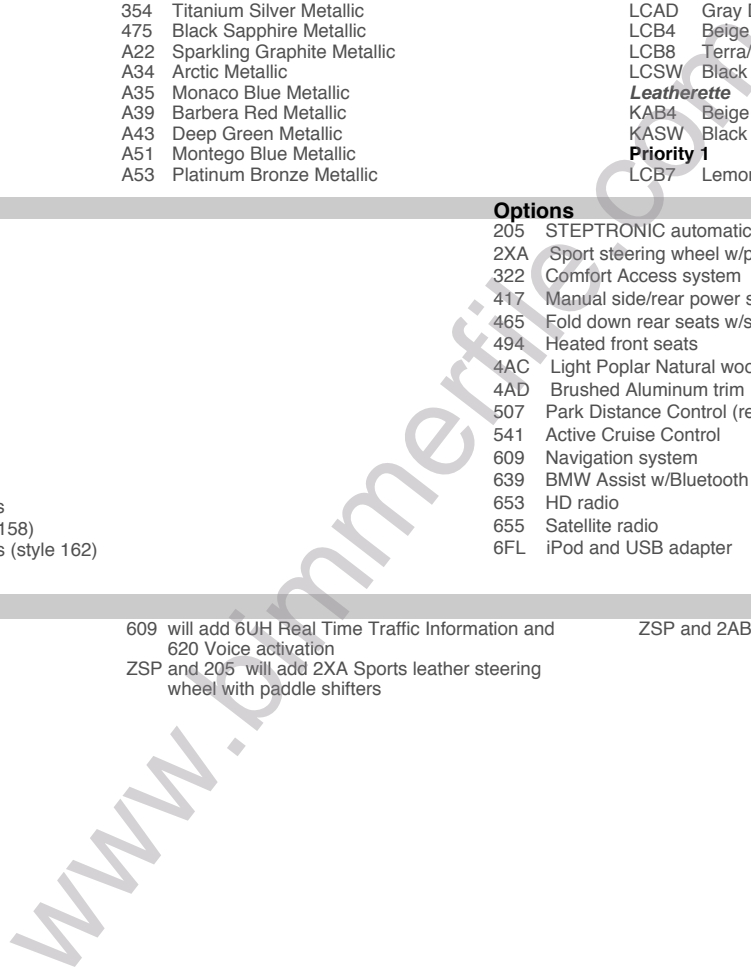 354 Titanium Silver Metallic
475 Black Sapphire Metallic
A22 Sparkling Graphite Metallic
A34 Arctic Metallic
A35 Monaco Blue Metallic
A39 Barbera Red Metallic
A43 Deep Green Metallic
A51 Montego Blue Metallic
A53 Platinum Bronze Metallic
LCAD Gray
LCB4 Beige
LCB8 Terra/
LCSW Black
Leatherette
KAB4 Beige
KASW Black
Priority 1
LCB7
Options
205 STEPTRONIC automatic
2XA Sport steering wheel w/p
322 Comfort Access system
417 Manual side/rear power s
465 Fold down rear seats w/s
494 Heated front seats
4AC Light Poplar Natural
4AD Brushed Aluminum trim
507 Park Distance Control (re
541 Active Cruise Control
609 Navigation system
639 BMW Assist w/Bluetooth
653 HD radio
655 Satellite radio
6FL iPod and USB adapter
s
158)
s (style 162)
609 will add 6UH Real Time Traffic Information and
620 Voice activation
ZSP and 205 will add 2XA Sports leather steering
wheel with paddle shifters
ZSP and 2AB
www.bimmerfile.com